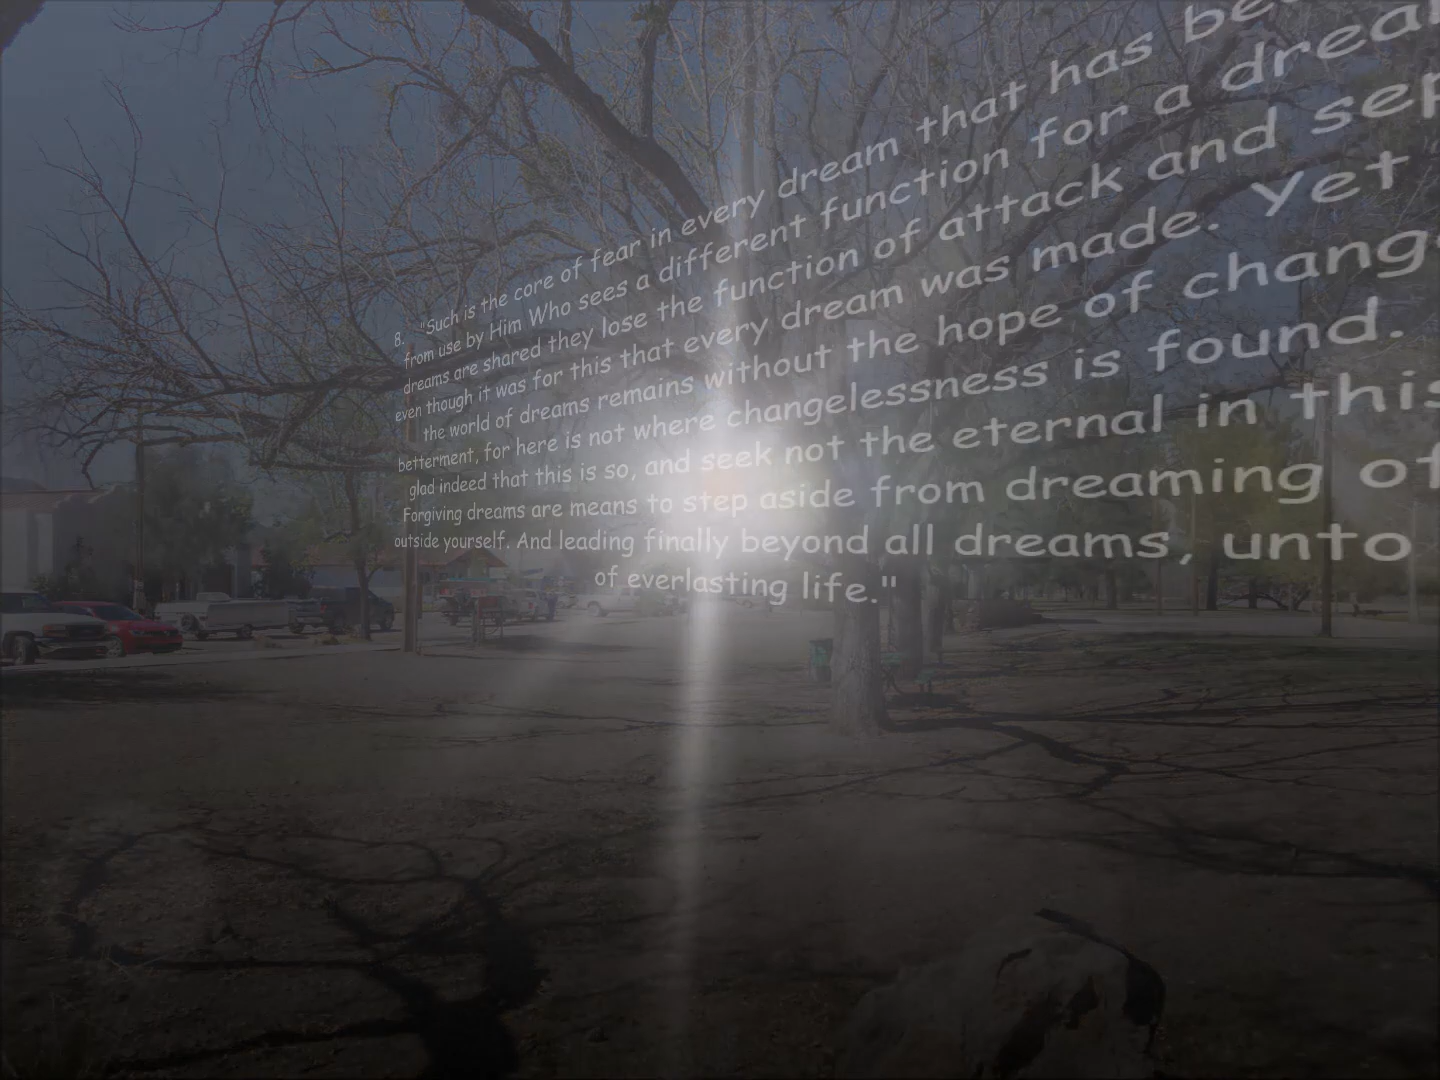 8. "Such is the core of fear in every dream that has
from use by Him Who sees a different function for a
dreams are shared they lose the function of attack and
even though it was for this that every dream was made. Yet
the world of dreams remains without the hope of
betterment, for here is not where changelessness is found.
glad indeed that this is so, and seek not the eternal in this
Forgiving dreams are means to step aside from dreaming of
outside yourself. And leading finally beyond all dreams, unto
of everlasting life."